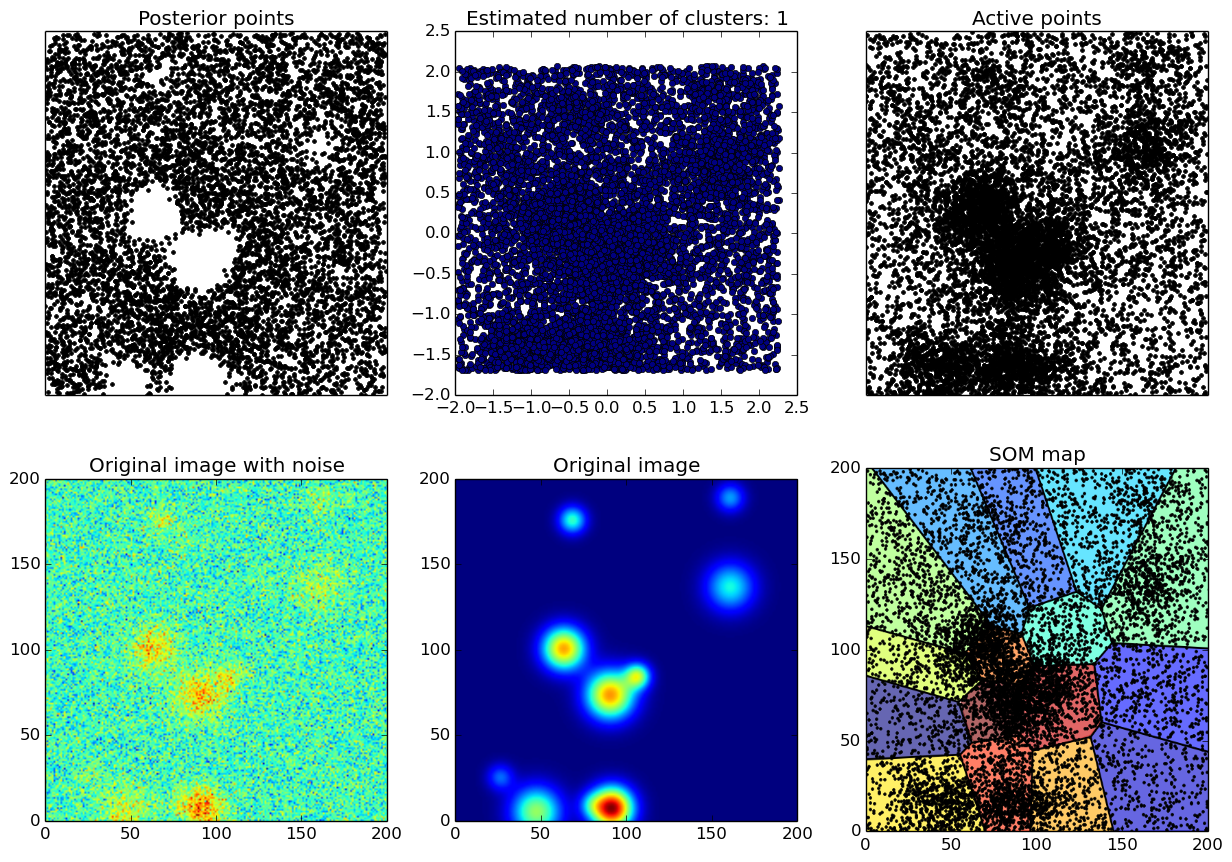 Posterior points
Estimated number of clusters: 1
Active points
2.5
2.0
1.5
1.0
0.5
0.0
−0.5
−1.0
−1.5
−2.0
−2.0 −1.5 −1.0 −0.5 0.0 0.5 1.0 1.5 2.0 2.5
Original image with noise
200
150
100
50
0
0 50 100 150 200
Original image
200
150
100
50
0
0 50 100 150 200
SOM map
200
150
100
50
0
0 50 100 150 200